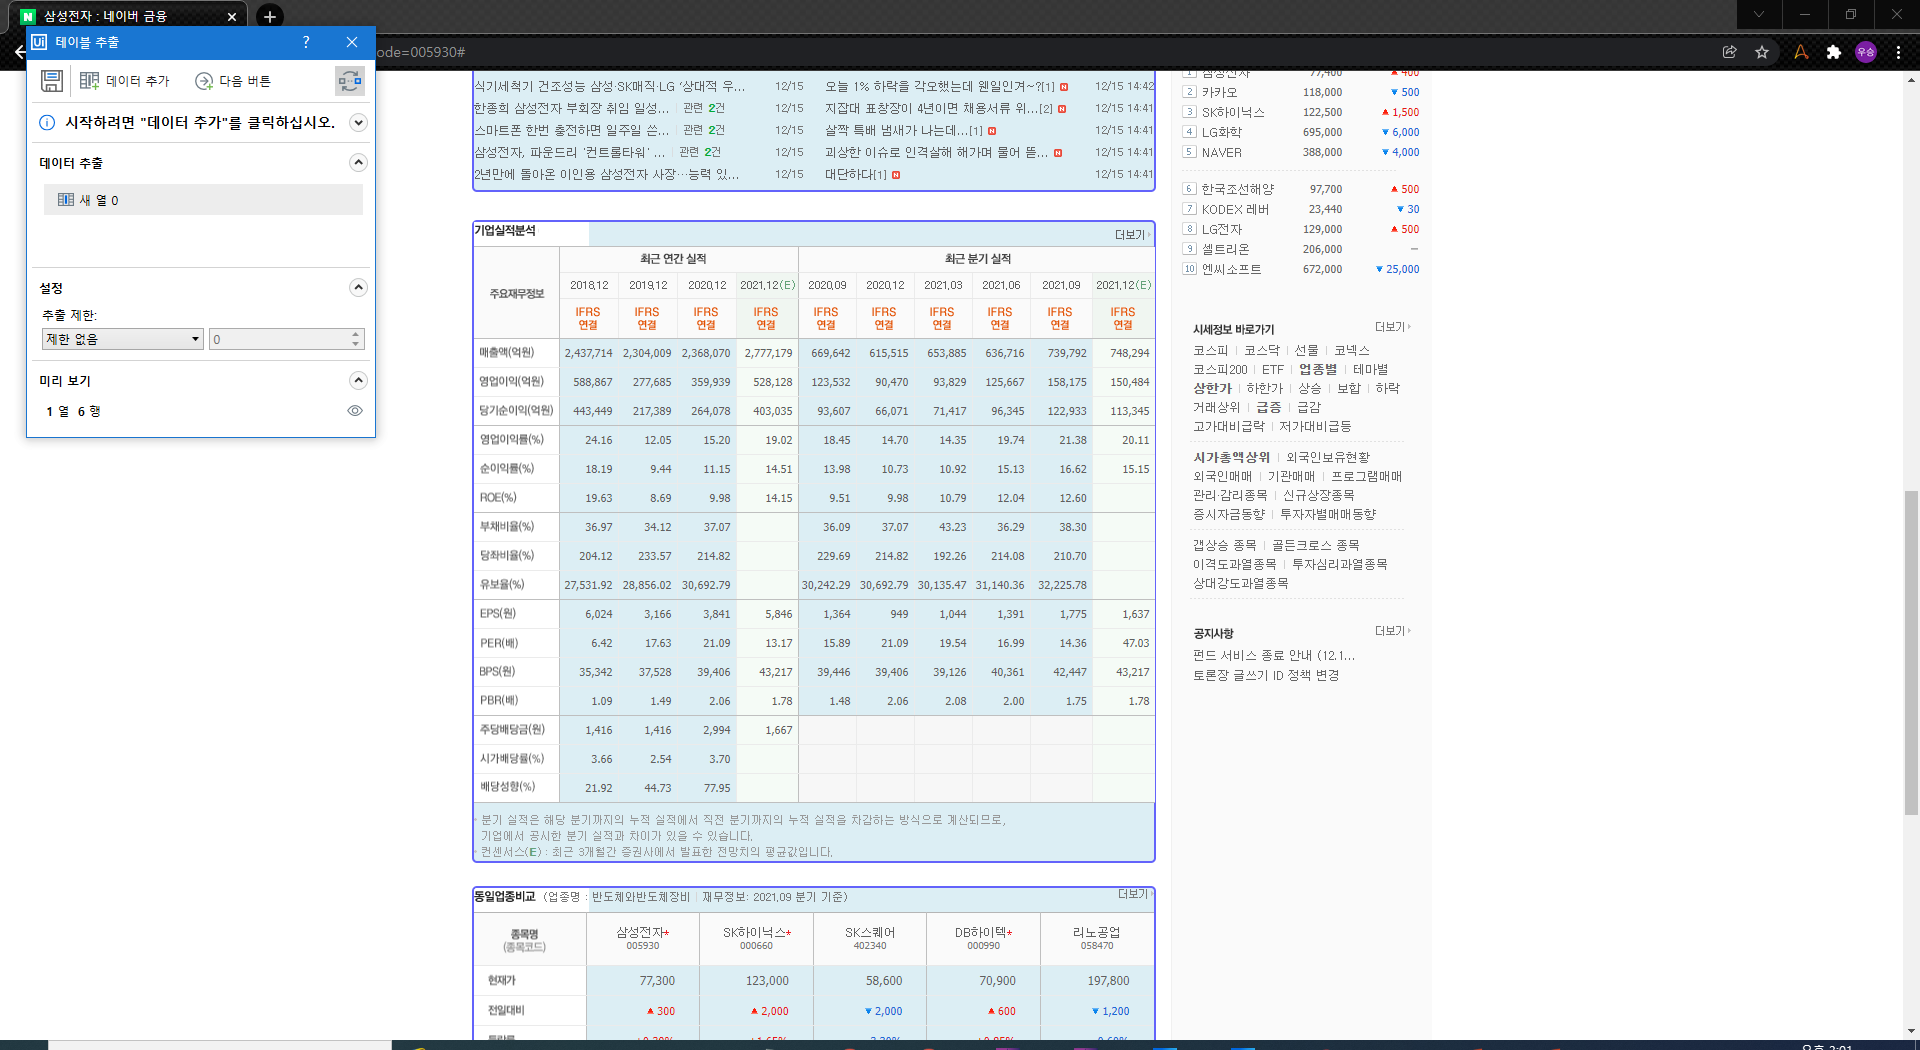 삼성전자 : 네이버 금융
테이블 추출
ode=005930#
우승
데이터 추가
다음 버튼
시작하려면 "데이터 추가"를 클릭하십시오.
데이터 추출
새 열 0
설정
추출 제한:
제한 없음 0
미리 보기
1 열 6 행
식기세척기 건조성능 삼성·SK매직·LG '상대적 우... 12/15
한종희 삼성전자 부회장 취임 일성... 관련 2건 12/15
스마트폰 한번 충전하면 일주일 쓴... 관련 2건 12/15
삼성전자, 파운드리 '컨트롤타워' ... 관련 2건 12/15
2년만에 돌아온 이인용 삼성전자 사장…능력 있... 12/15
오늘 1% 하락을 각오했는데 웬일인겨~?[1] N 12/15 14:42
지잡대 표창장이 4년이면 채용서류 위...[2] N 12/15 14:41
살짝 특배 냄새가 나는데...[1] N 12/15 14:41
괴상한 이슈로 인격살해 해가며 물어 뜯... N 12/15 14:41
대단하다[1] N 12/15 14:41
기업실적분석 더보기
주요재무정보 최근 연간 실적 최근 분기 실적
2018.12 2019.12 2020.12 2021.12(E) 2020.09 2020.12 2021.03 2021.06 2021.09 2021.12(E)
IFRS IFRS IFRS IFRS IFRS IFRS IFRS IFRS IFRS IFRS
연결 연결 연결 연결 연결 연결 연결 연결 연결 연결
매출액(억원) 2,437,714 2,304,009 2,368,070 2,777,179 669,642 615,515 653,885 636,716 739,792 748,294
영업이익(억원) 588,867 277,685 359,939 528,128 123,532 90,470 93,829 125,667 158,175 150,484
당기순이익(억원) 443,449 217,389 264,078 403,035 93,607 66,071 71,417 96,345 122,933 113,345
영업이익률(%) 24.16 12.05 15.20 19.02 18.45 14.70 14.35 19.74 21.38 20.11
순이익률(%) 18.19 9.44 11.15 14.51 13.98 10.73 10.92 15.13 16.62 15.15
ROE(%) 19.63 8.69 9.98 14.15 9.51 9.98 10.79 12.04 12.60
부채비율(%) 36.97 34.12 37.07 36.09 37.07 43.23 36.29 38.30
당좌비율(%) 204.12 233.57 214.82 229.69 214.82 192.26 214.08 210.70
유보율(%) 27,531.92 28,856.02 30,692.79 30,242.29 30,692.79 30,135.47 31,140.36 32,225.78
EPS(원) 6,024 3,166 3,841 5,846 1,364 949 1,044 1,391 1,775 1,637
PER(배) 6.42 17.63 21.09 13.17 15.89 21.09 19.54 16.99 14.36 47.03
BPS(원) 35,342 37,528 39,406 43,217 39,446 39,406 39,126 40,361 42,447 43,217
PBR(배) 1.09 1.49 2.06 1.78 1.48 2.06 2.08 2.00 1.75 1.78
주당배당금(원) 1,416 1,416 2,994 1,667
시가배당률(%) 3.66 2.54 3.70
배당성향(%) 21.92 44.73 77.95
분기 실적은 해당 분기까지의 누적 실적에서 직전 분기까지의 누적 실적을 차감하는 방식으로 계산되므로,
기업에서 공시한 분기 실적과 차이가 있을 수 있습니다.
컨센서스(E) : 최근 3개월간 증권사에서 발표한 전망치의 평균값입니다.
동일업종비교 (업종명 : 반도체와반도체장비 | 재무정보: 2021.09 분기 기준) 더보기
종목명 삼성전자* SK하이닉스* SK스퀘어 DB하이텍* 리노공업
(종목코드) 005930 000660 402340 000990 058470
현재가 77,300 123,000 58,600 70,900 197,800
전일대비 ▲ 300 ▲ 2,000 ▼ 2,000 ▲ 600 ▼ 1,200
1 삼성전자 77,400 ▲ 400
2 카카오 118,000 ▼ 500
3 SK하이닉스 122,500 ▲ 1,500
4 LG화학 695,000 ▼ 6,000
5 NAVER 388,000 ▼ 4,000
6 한국조선해양 97,700 ▲ 500
7 KODEX 레버 23,440 ▼ 30
8 LG전자 129,000 ▲ 500
9 셀트리온 206,000 –
10 엔씨소프트 672,000 ▼ 25,000
시세정보 바로가기 더보기
코스피 | 코스닥 | 선물 | 코넥스
코스피200 | ETF | 업종별 | 테마별
상한가 | 하한가 | 상승 | 보합 | 하락
거래상위 | 급증 | 급감
고가대비급락 | 저가대비급등
시가총액상위 | 외국인보유현황
외국인매매 | 기관매매 | 프로그램매매
관리·감리종목 | 신규상장종목
증시자금동향 | 투자자별매매동향
갭상승 종목 | 골든크로스 종목
이격도과열종목 | 투자심리과열종목
상대강도과열종목
공지사항 더보기
펀드 서비스 종료 안내 (12.1...
토론장 글쓰기 ID 정책 변경